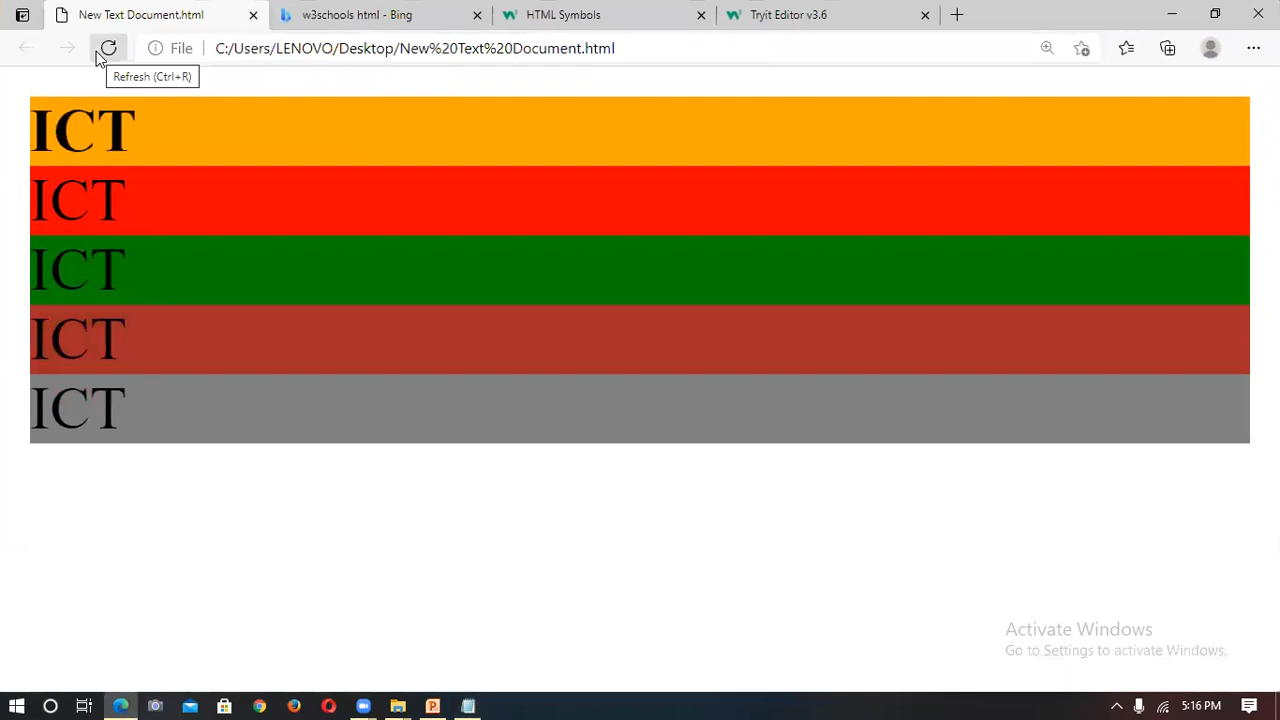 New Text Document.html
w3schools html - Bing
HTML Symbols
Tryit Editor v3.6
File
C:/Users/LENOVO/Desktop/New%20Text%20Document.html
Refresh (Ctrl+R)
ICT
ICT
ICT
ICT
ICT
Activate Windows
Go to Settings to activate Windows.
5:16 PM